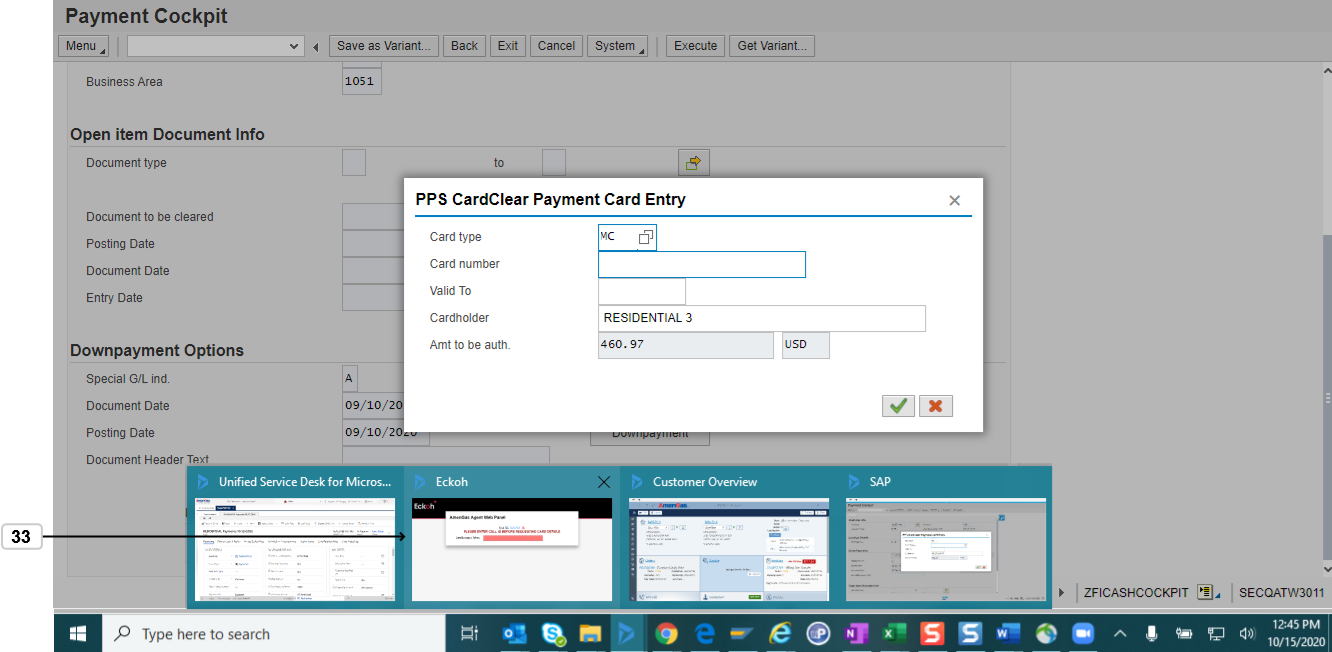 Payment Cockpit
Menu
Save as Variant...
Back
Exit
Cancel
System
Execute
Get Variant...
Business Area
1051
Open item Document Info
Document type
to
Document to be cleared
Posting Date
Document Date
Entry Date
PPS CardClear Payment Card Entry
Card type
MC
Card number
Valid To
Cardholder
RESIDENTIAL 3
Amt to be auth.
460.97
USD
Downpayment Options
Special G/L ind.
A
Document Date
09/10/20
Posting Date
09/10/2020
Downpayment
Document Header Text
Unified Service Desk for Micros...
Eckoh
Customer Overview
SAP
Eckoh
AmeriGas Agent Web Panel
PLEASE ENTER CALL ID BEFORE REQUESTING CARD DETAILS
AmeriGas
33
ZFICASHCOCKPIT
SECQATW3011
Type here to search
12:45 PM
10/15/2020